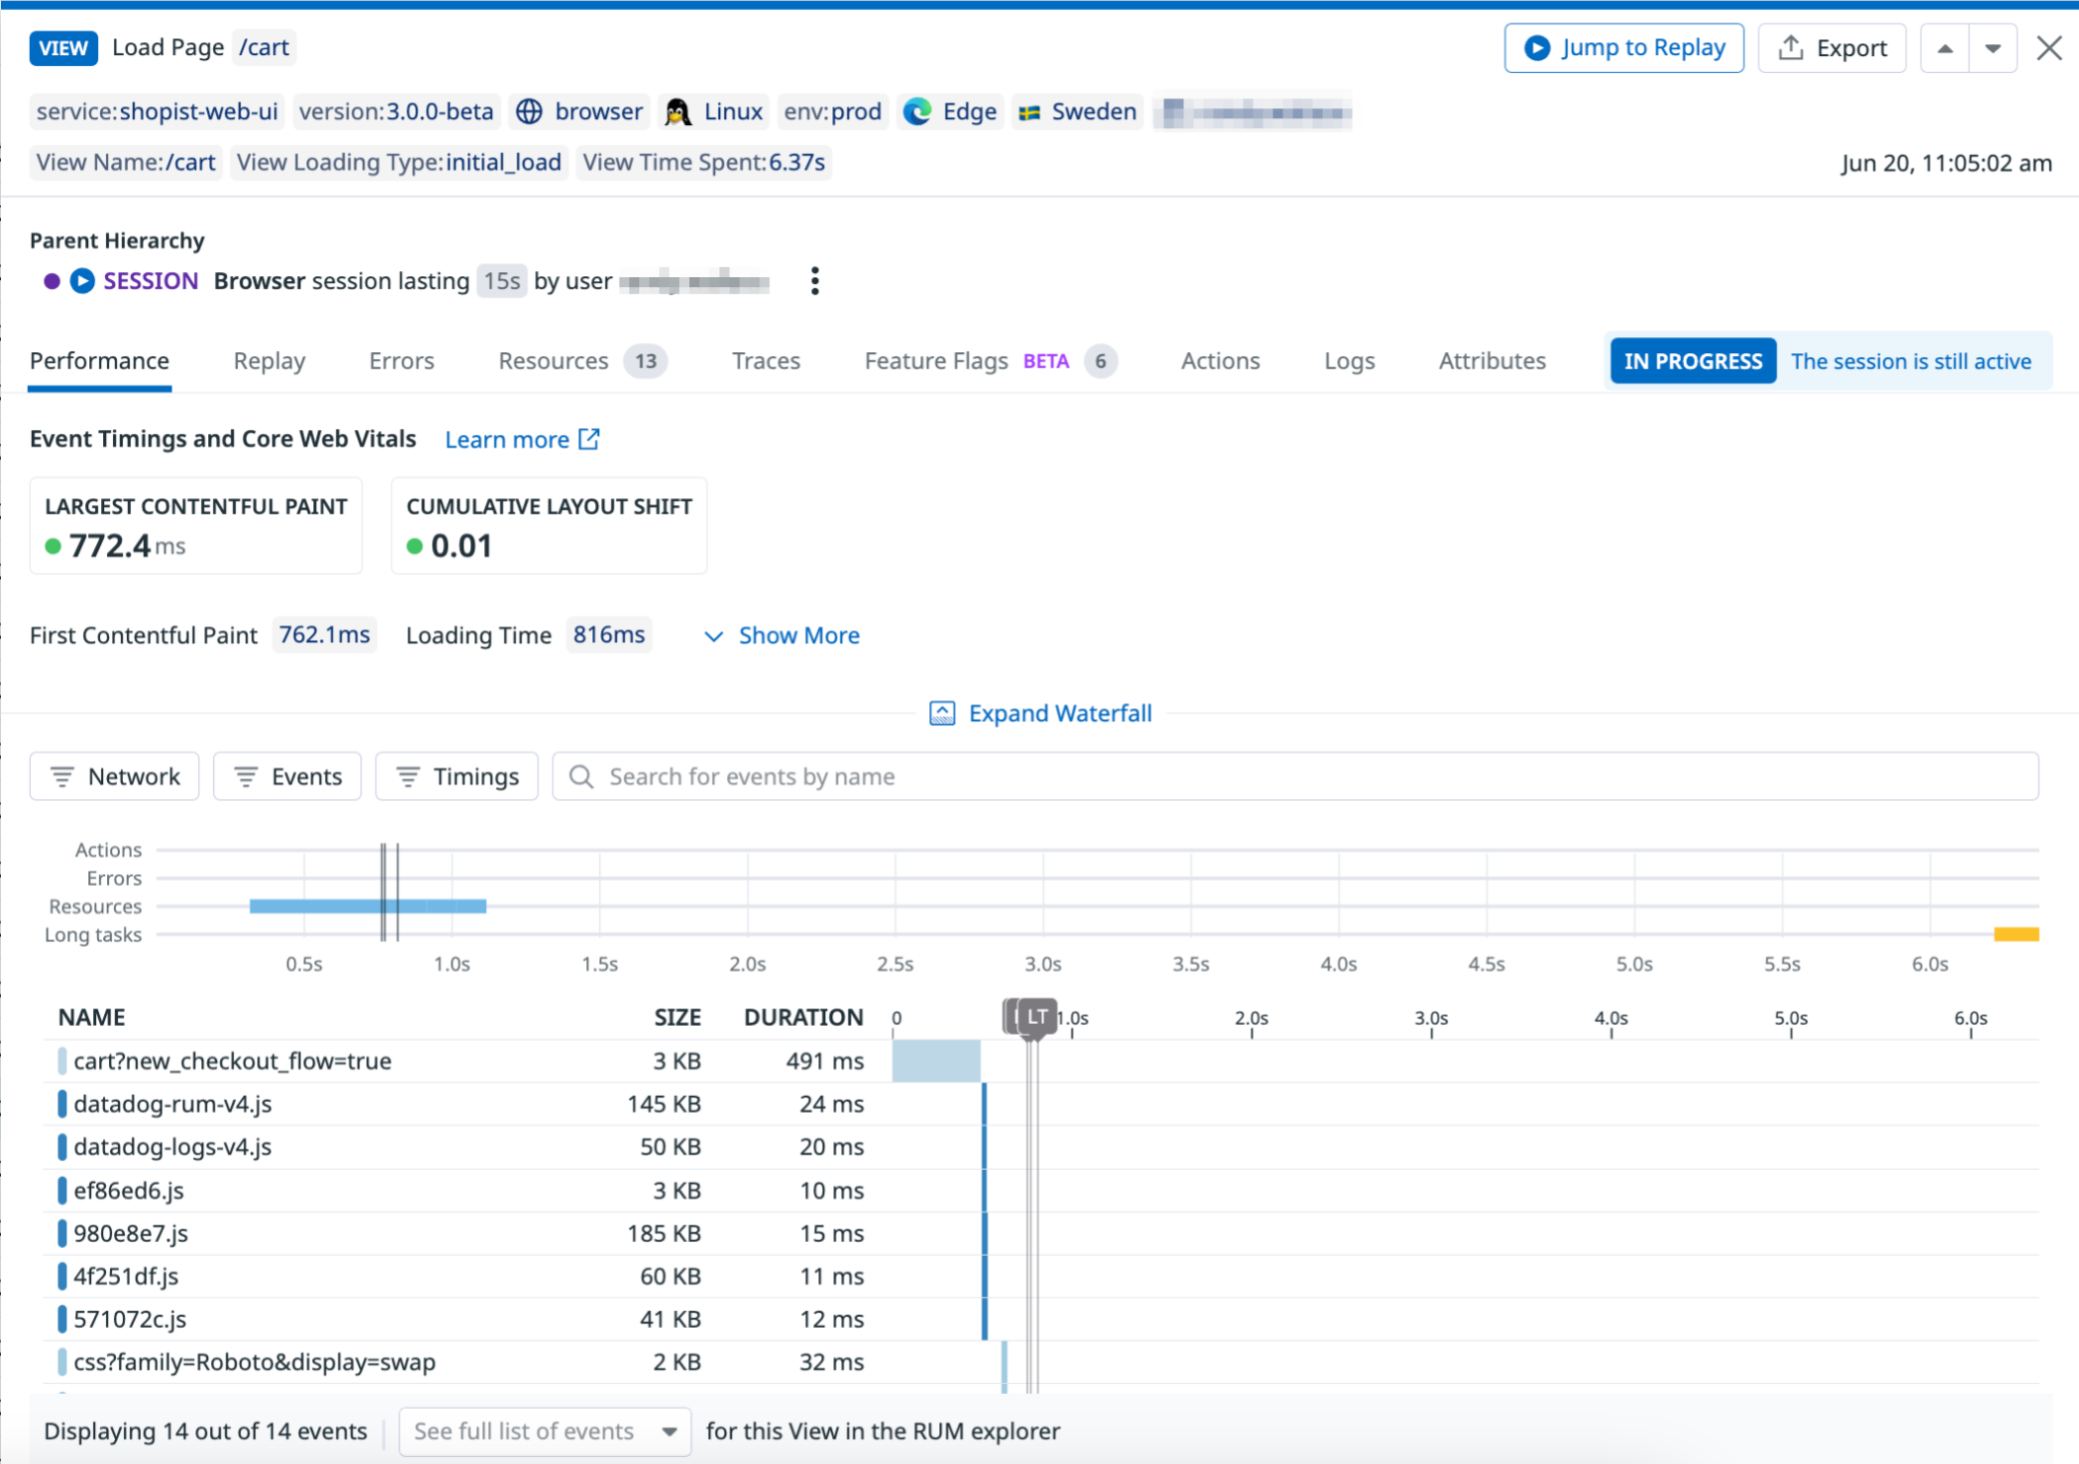 VIEW Load Page /cart Jump to Replay Export
service:shopist-web-ui version:3.0.0-beta browser Linux env:prod Edge Sweden
View Name:/cart View Loading Type:initial_load View Time Spent:6.37s Jun 20, 11:05:02 am
Parent Hierarchy
SESSION Browser session lasting 15s by user
Performance Replay Errors Resources 13 Traces Feature Flags BETA 6 Actions Logs Attributes IN PROGRESS The session is still active
Event Timings and Core Web Vitals Learn more
LARGEST CONTENTFUL PAINT CUMULATIVE LAYOUT SHIFT
772.4 ms 0.01
First Contentful Paint 762.1ms Loading Time 816ms Show More
Expand Waterfall
Network Events Timings Search for events by name
Actions
Errors
Resources
Long tasks
0.5s 1.0s 1.5s 2.0s 2.5s 3.0s 3.5s 4.0s 4.5s 5.0s 5.5s 6.0s
NAME SIZE DURATION 0 LT 1.0s 2.0s 3.0s 4.0s 5.0s 6.0s
cart?new_checkout_flow=true 3 KB 491 ms
datadog-rum-v4.js 145 KB 24 ms
datadog-logs-v4.js 50 KB 20 ms
ef86ed6.js 3 KB 10 ms
980e8e7.js 185 KB 15 ms
4f251df.js 60 KB 11 ms
571072c.js 41 KB 12 ms
css?family=Roboto&display=swap 2 KB 32 ms
Displaying 14 out of 14 events See full list of events for this View in the RUM explorer